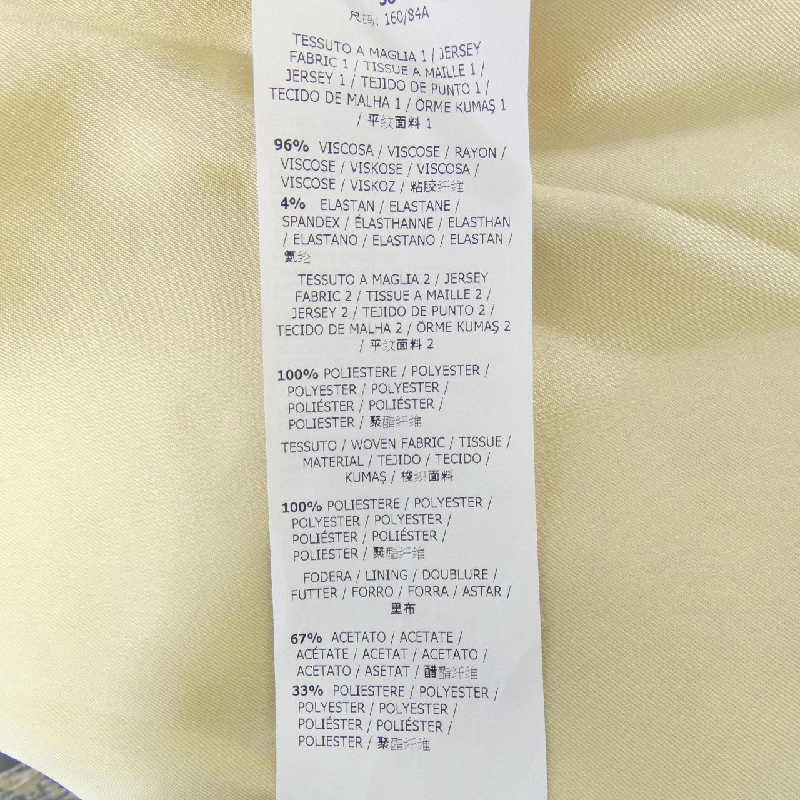 尺码: 160/84A
TESSUTO A MAGLIA 1 / JERSEY
FABRIC 1 / TISSUE A MAILLE 1 /
JERSEY 1 / TEJIDO DE PUNTO 1 /
TECIDO DE MALHA 1 / ÖRME KUMAŞ 1
/ 平纹面料 1
96% VISCOSA / VISCOSE / RAYON /
VISCOSE / VISKOSE / VISCOSA /
VISCOSE / VISKOZ / 粘胶纤维
4% ELASTAN / ELASTANE /
SPANDEX / ÉLASTHANNE / ELASTHAN
/ ELASTANO / ELASTANO / ELASTAN /
氨纶
TESSUTO A MAGLIA 2 / JERSEY
FABRIC 2 / TISSUE A MAILLE 2 /
JERSEY 2 / TEJIDO DE PUNTO 2 /
TECIDO DE MALHA 2 / ÖRME KUMAŞ 2
/ 平纹面料 2
100% POLIESTERE / POLYESTER /
POLYESTER / POLYESTER /
POLIÉSTER / POLIÉSTER /
POLIESTER / 聚酯纤维
TESSUTO / WOVEN FABRIC / TISSUE /
MATERIAL / TEJIDO / TECIDO /
KUMAŞ / 梭织面料
100% POLIESTERE / POLYESTER /
POLYESTER / POLYESTER /
POLIÉSTER / POLIÉSTER /
POLIESTER / 聚酯纤维
FODERA / LINING / DOUBLURE /
FUTTER / FORRO / FORRA / ASTAR /
里布
67% ACETATO / ACETATE /
ACÉTATE / ACETAT / ACETATO /
ACETATO / ASETAT / 醋酯纤维
33% POLIESTERE / POLYESTER /
POLYESTER / POLYESTER /
POLIÉSTER / POLIÉSTER /
POLIESTER / 聚酯纤维